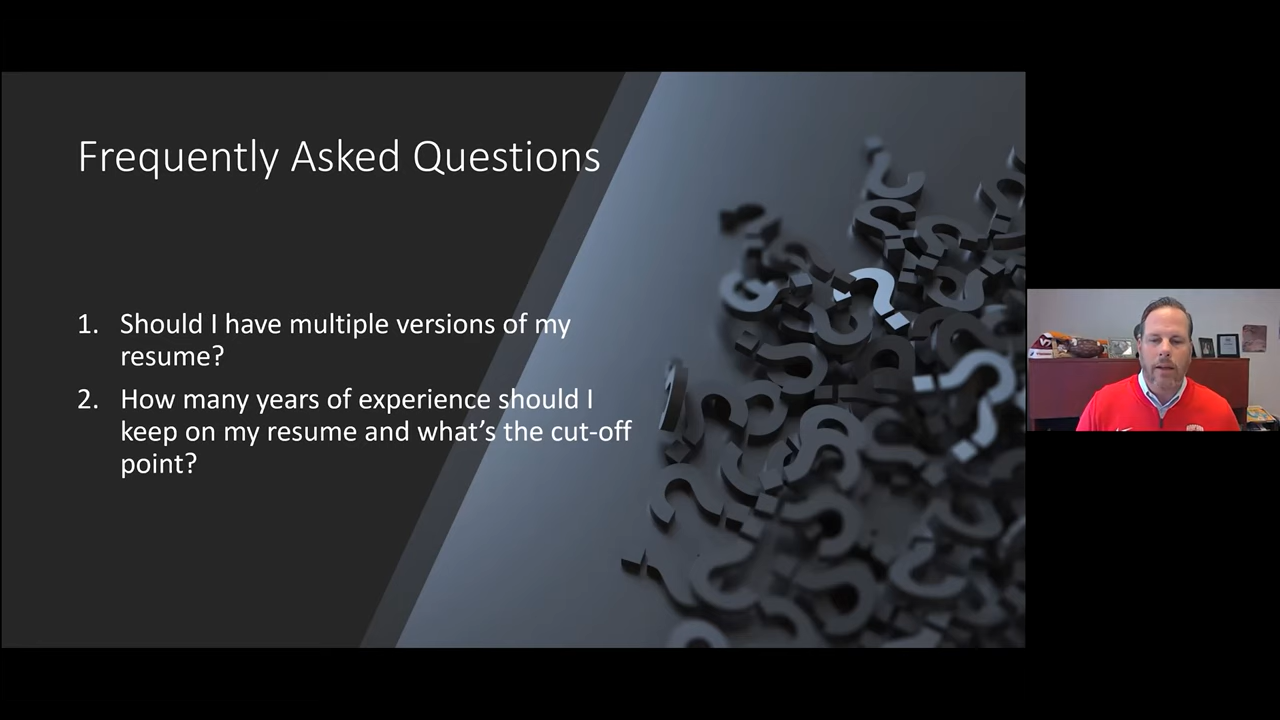 Frequently Asked Questions
1. Should I have multiple versions of my
resume?
2. How many years of experience should I
keep on my resume and what's the cut-off
point?